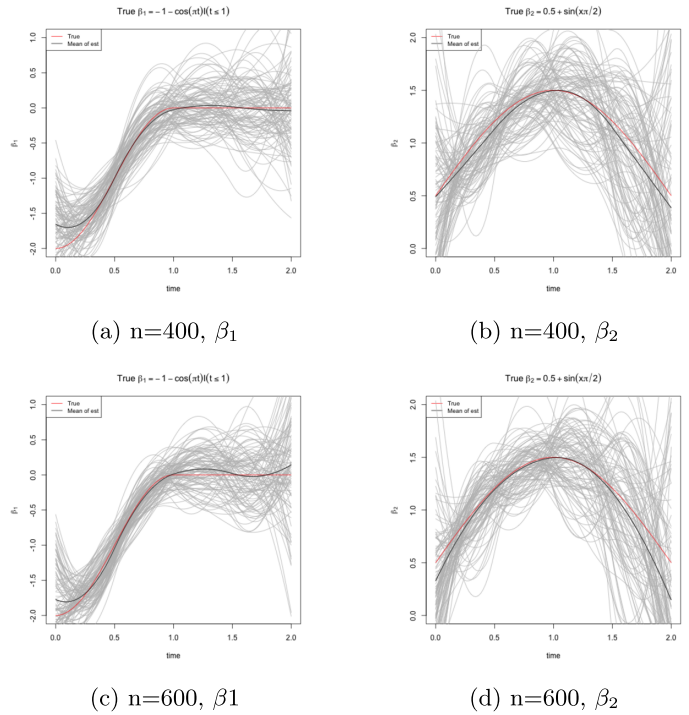 True β₁ = − 1 − cos(πt)I(t ≤ 1)
True
Mean of est
1.0
0.5
0.0
-0.5
-1.0
-1.5
-2.0
β₁
0.0 0.5 1.0 1.5 2.0
time
(a) n=400, β₁
True β₂ = 0.5 + sin(xπ/2)
True
Mean of est
2.0
1.5
1.0
0.5
0.0
β₂
0.0 0.5 1.0 1.5 2.0
time
(b) n=400, β₂
True β₁ = − 1 − cos(πt)I(t ≤ 1)
True
Mean of est
1.0
0.5
0.0
-0.5
-1.0
-1.5
-2.0
β₁
0.0 0.5 1.0 1.5 2.0
time
(c) n=600, β1
True β₂ = 0.5 + sin(xπ/2)
True
Mean of est
2.0
1.5
1.0
0.5
0.0
β₂
0.0 0.5 1.0 1.5 2.0
time
(d) n=600, β₂